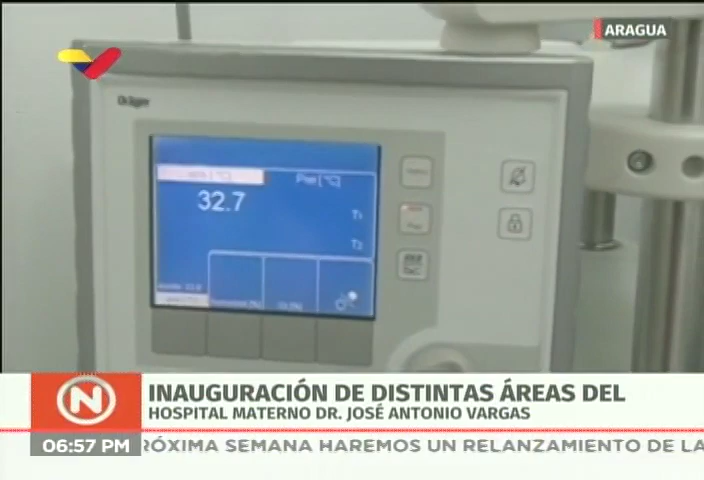 ARAGUA
Dräger
32.7
T1
T2
INAUGURACIÓN DE DISTINTAS ÁREAS DEL
HOSPITAL MATERNO DR. JOSÉ ANTONIO VARGAS
N
06:57 PM
RÓXIMA SEMANA HAREMOS UN RELANZAMIENTO DE LA